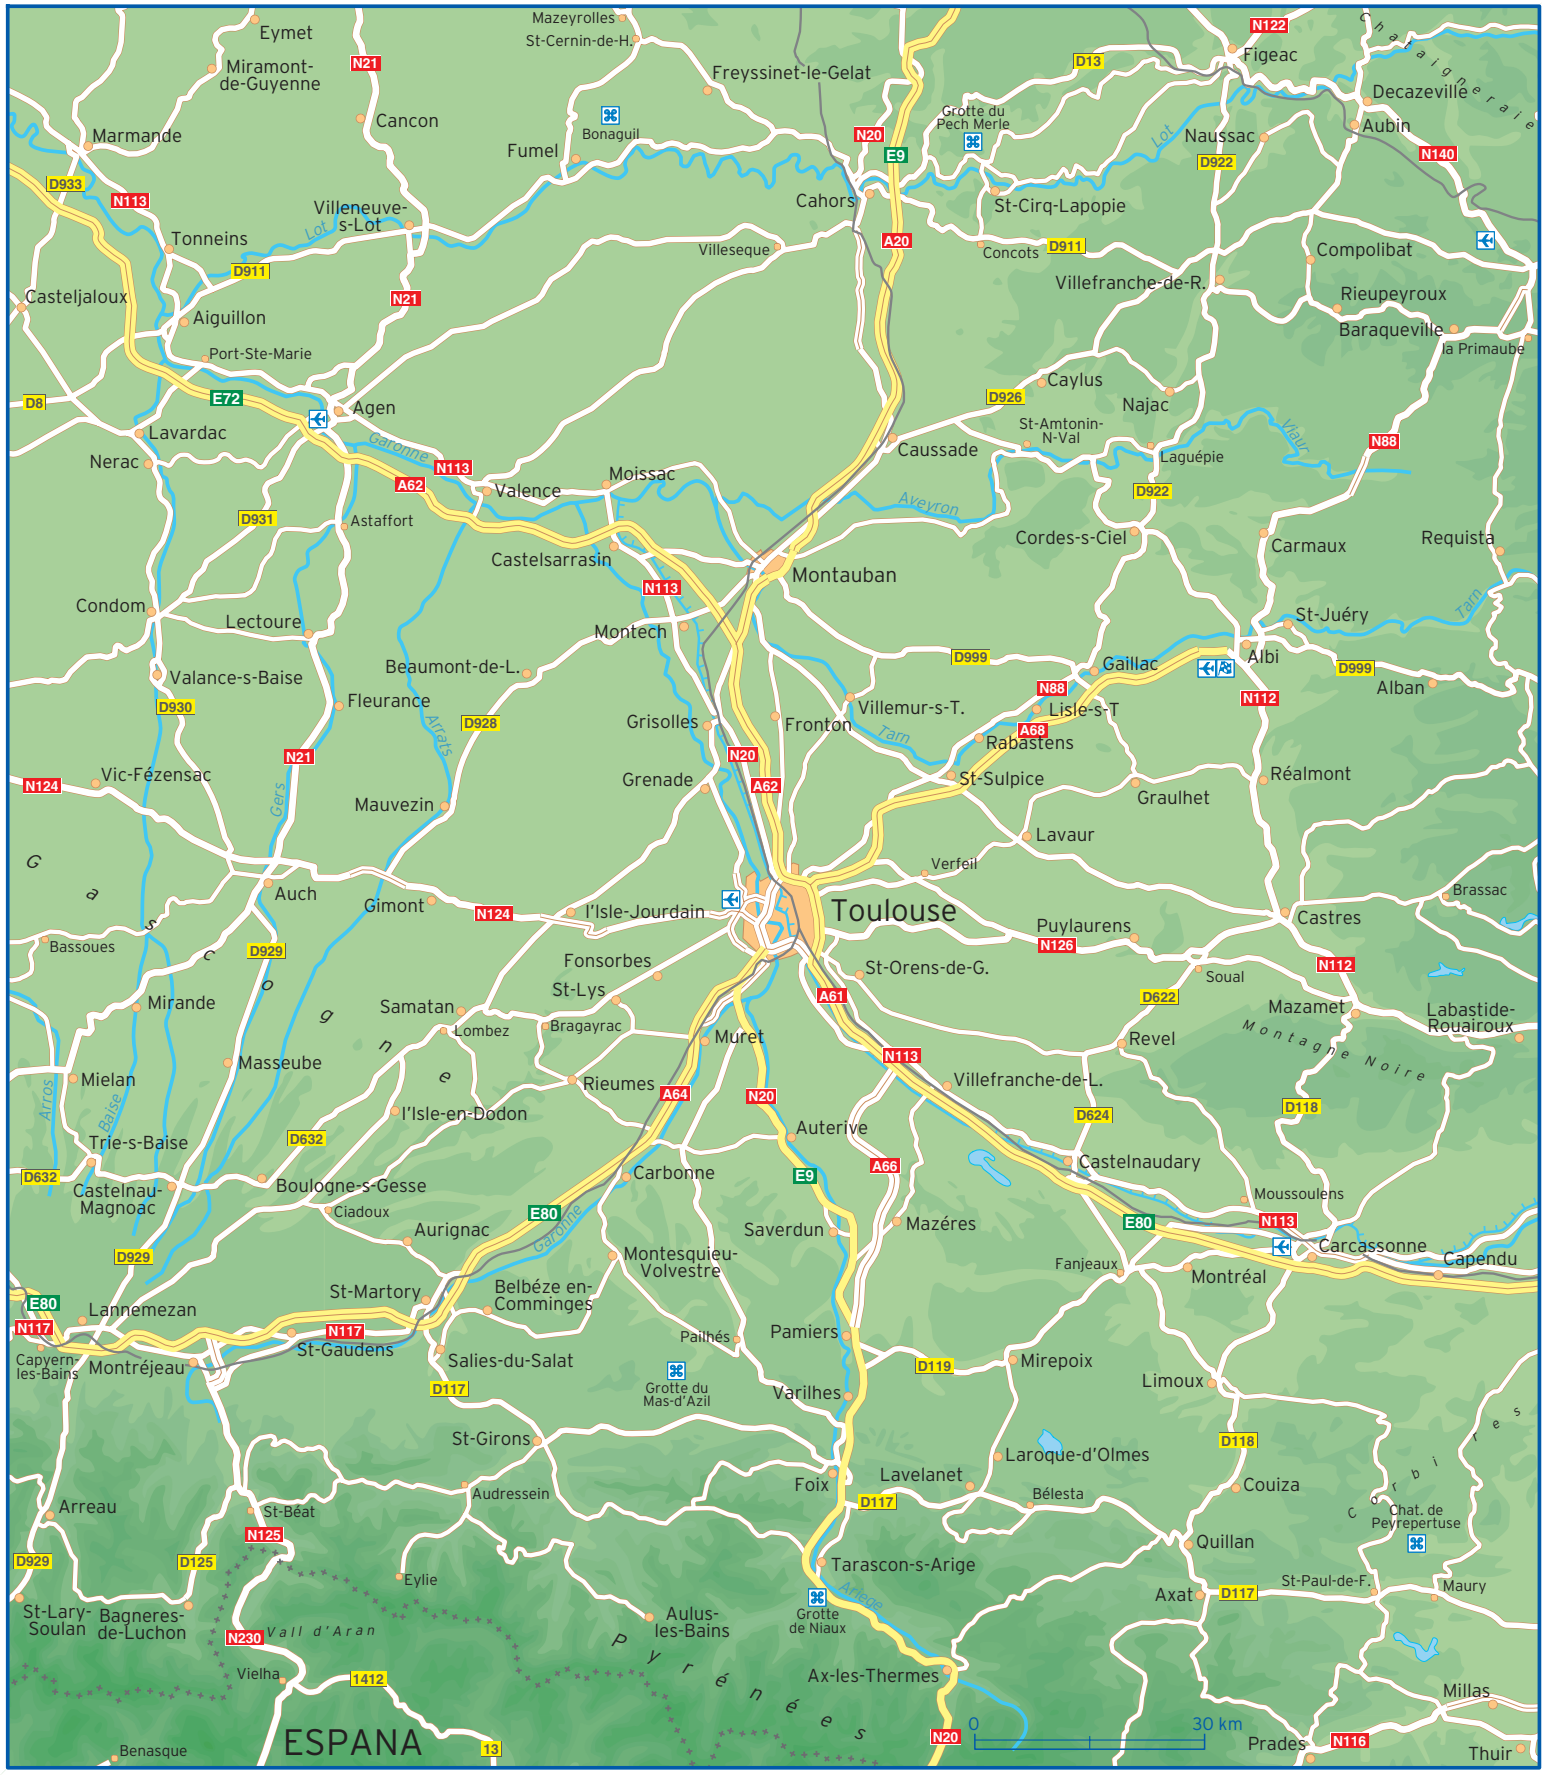 Mazeyrolles
N122
Chataigneraie
Eymet
St-Cernin-de-H.
Figeac
N21
D13
Miramont-
de-Guyenne
Freyssinet-le-Gelat
Decazeville
Cancon
Bonaguil
Grotte du
Pech Merle
Lot
Aubin
Marmande
N20
Naussac
Fumel
E9
D922
N140
D933
N113
Cahors
St-Cirq-Lapopie
Villeneuve-
s-Lot
Lot
Tonneins
A20
Villeseque
Concots
D911
Compolibat
D911
Villefranche-de-R.
Casteljaloux
N21
Rieupeyroux
Aiguillon
Baraqueville
Port-Ste-Marie
la Primaube
D8
E72
Caylus
D926
Najac
Agen
Lavardac
Garonne
St-Amtonin-
N-Val
Viaur
N88
Nerac
N113
Caussade
Laguépie
A62
Moissac
Valence
D922
D931
Astaffort
Aveyron
Castelsarrasin
Cordes-s-Ciel
Carmaux
Requista
N113
Montauban
Condom
Lectoure
Montech
St-Juéry
Tarn
Beaumont-de-L.
D999
Gaillac
Albi
D999
Valance-s-Baise
N88
N112
Alban
D930
Fleurance
Arrats
D928
Grisolles
Fronton
Villemur-s-T.
Lisle-s-T
Tarn
A68
N21
N20
Rabastens
N124
Vic-Fézensac
Grenade
A62
St-Sulpice
Réalmont
Gers
Mauvezin
Graulhet
Lavaur
Gascogne
Verfeil
Auch
Gimont
N124
l'Isle-Jourdain
Toulouse
Brassac
Castres
Puylaurens
Bassoues
D929
N126
Fonsorbes
St-Orens-de-G.
Soual
N112
St-Lys
A61
D622
Mirande
Samatan
Mazamet
Labastide-
Rouairoux
Lombez
Bragayrac
Muret
Revel
Montagne Noire
Masseube
N113
Mielan
Rieumes
A64
N20
Villefranche-de-L.
Arros
Baise
l'Isle-en-Dodon
D624
D118
D632
Auterive
Trie-s-Baise
A66
Castelnaudary
D632
Castelnau-
Magnoac
Boulogne-s-Gesse
Carbonne
E9
Moussoulens
Ciadoux
E80
Aurignac
Garonne
Saverdun
Mazéres
E80
N113
D929
Montesquieu-
Volvestre
Fanjeaux
Carcassonne
Capendu
Montréal
St-Martory
Belbéze en-
Comminges
E80
Lannemezan
N117
N117
Pailhés
Pamiers
St-Gaudens
Capyern-
les-Bains
Montréjeau
Salies-du-Salat
D119
Mirepoix
Grotte du
Mas-d'Azil
D117
Varilhes
Limoux
Corbires
St-Girons
D118
Laroque-d'Olmes
Foix
Lavelanet
Audressein
D117
Bélesta
Couiza
Arreau
St-Béat
Chat. de
Peyrepertuse
N125
Quillan
D929
D125
Tarascon-s-Arige
Eylie
Ariege
Axat
D117
St-Paul-de-F.
Maury
St-Lary-
Soulan
Bagneres-
de-Luchon
Aulus-
les-Bains
Grotte
de Niaux
N230
Vall d'Aran
Pyrénées
Vielha
1412
Ax-les-Thermes
Millas
0
30 km
ESPANA
N20
Prades
N116
Benasque
13
Thuir